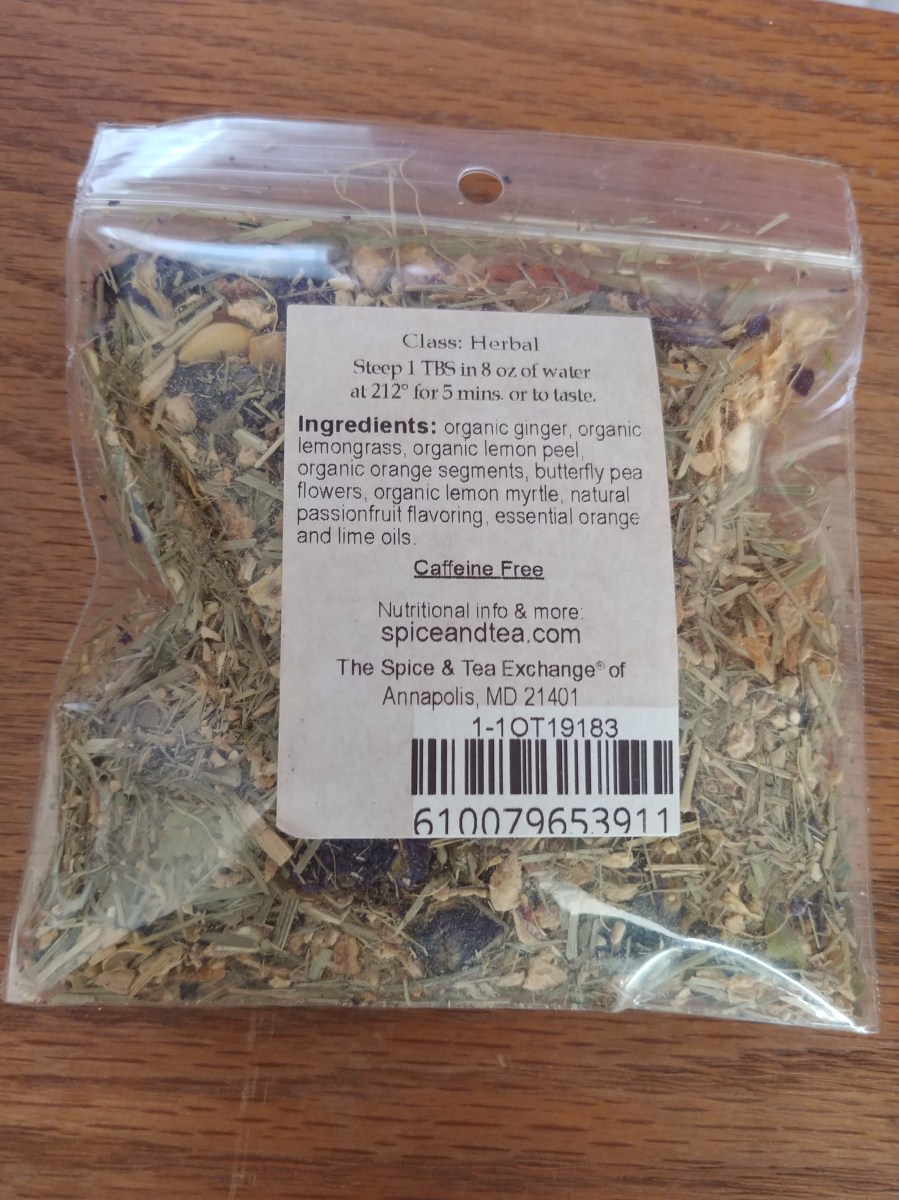 Class: Herbal
Steep 1 TBS in 8 oz of water
at 212° for 5 mins. or to taste.
Ingredients: organic ginger, organic
lemongrass, organic lemon peel,
organic orange segments, butterfly pea
flowers, organic lemon myrtle, natural
passionfruit flavoring, essential orange
and lime oils.
Caffeine Free
Nutritional info & more:
spiceandtea.com
The Spice & Tea Exchange® of
Annapolis, MD 21401
1-1OT19183
610079653911